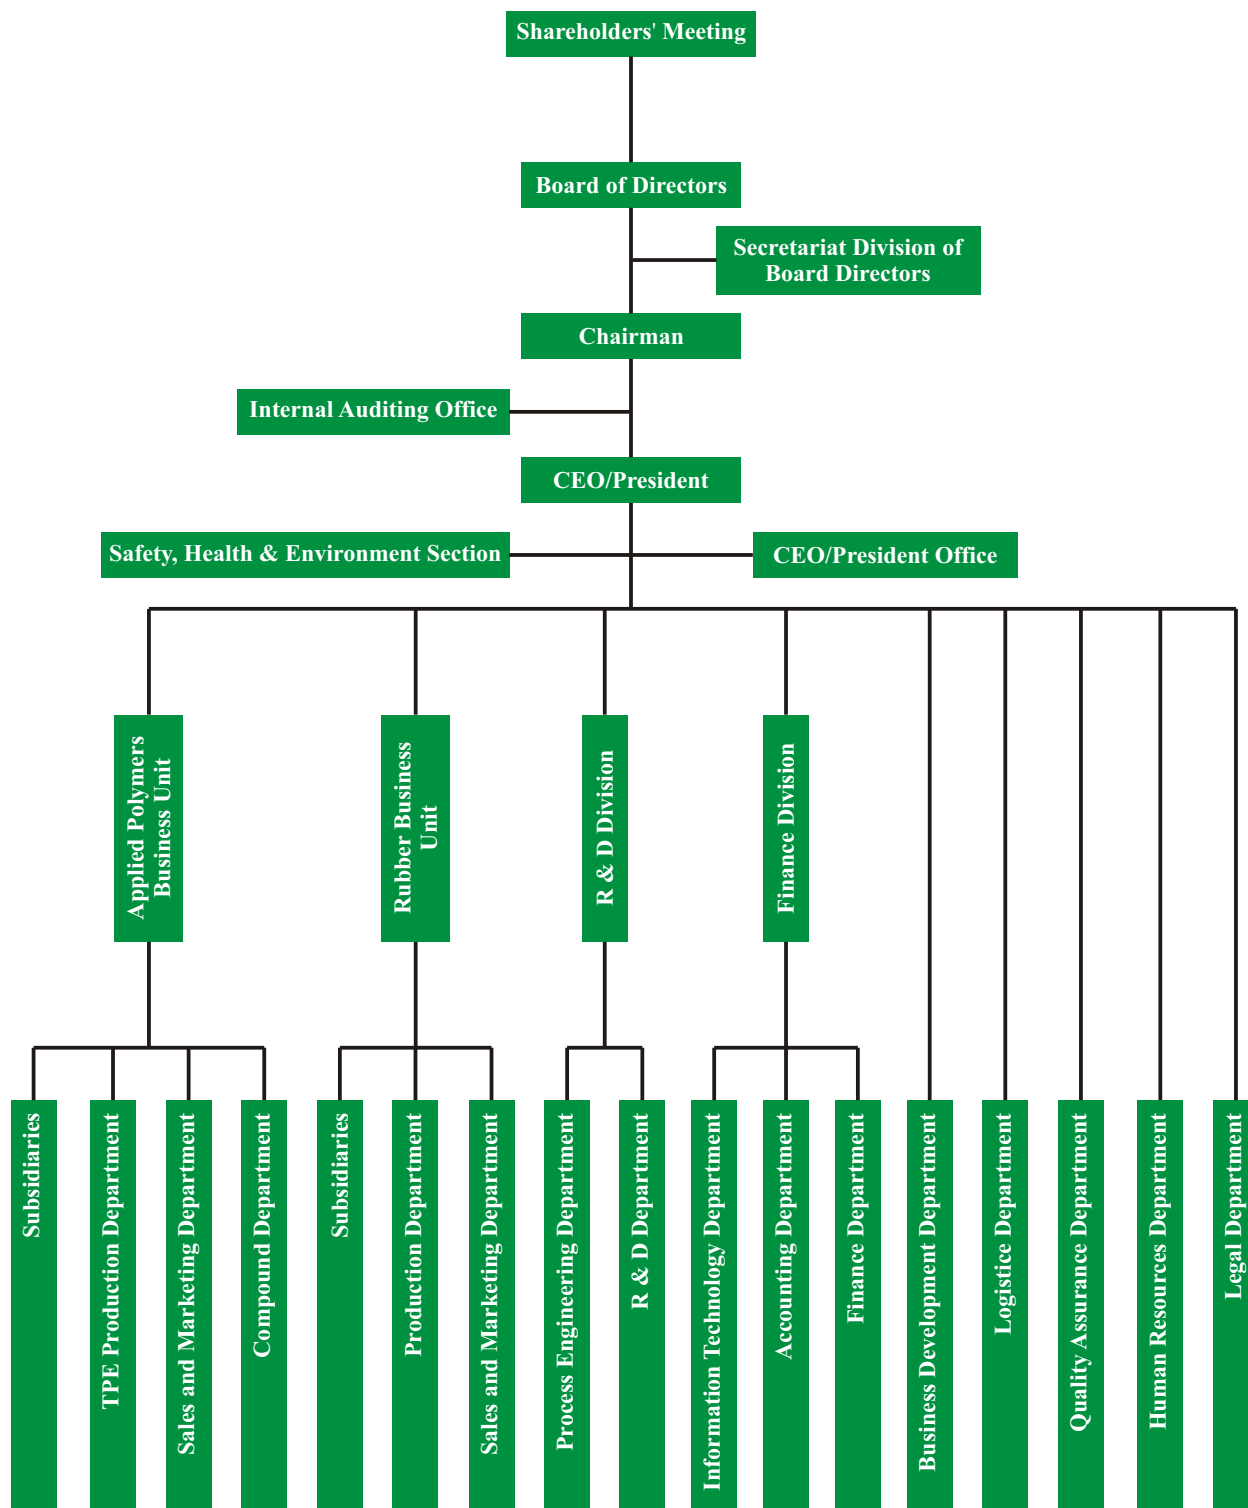 Shareholders' Meeting
Board of Directors
Secretariat Division of
Board Directors
Chairman
Internal Auditing Office
CEO/President
Safety, Health & Environment Section
CEO/President Office
Applied Polymers
Business Unit
Rubber Business
Unit
R & D Division
Finance Division
Subsidiaries
TPE Production Department
Sales and Marketing Department
Compound Department
Subsidiaries
Production Department
Sales and Marketing Department
Process Engineering Department
R & D Department
Information Technology Department
Accounting Department
Finance Department
Business Development Department
Logistice Department
Quality Assurance Department
Human Resources Department
Legal Department